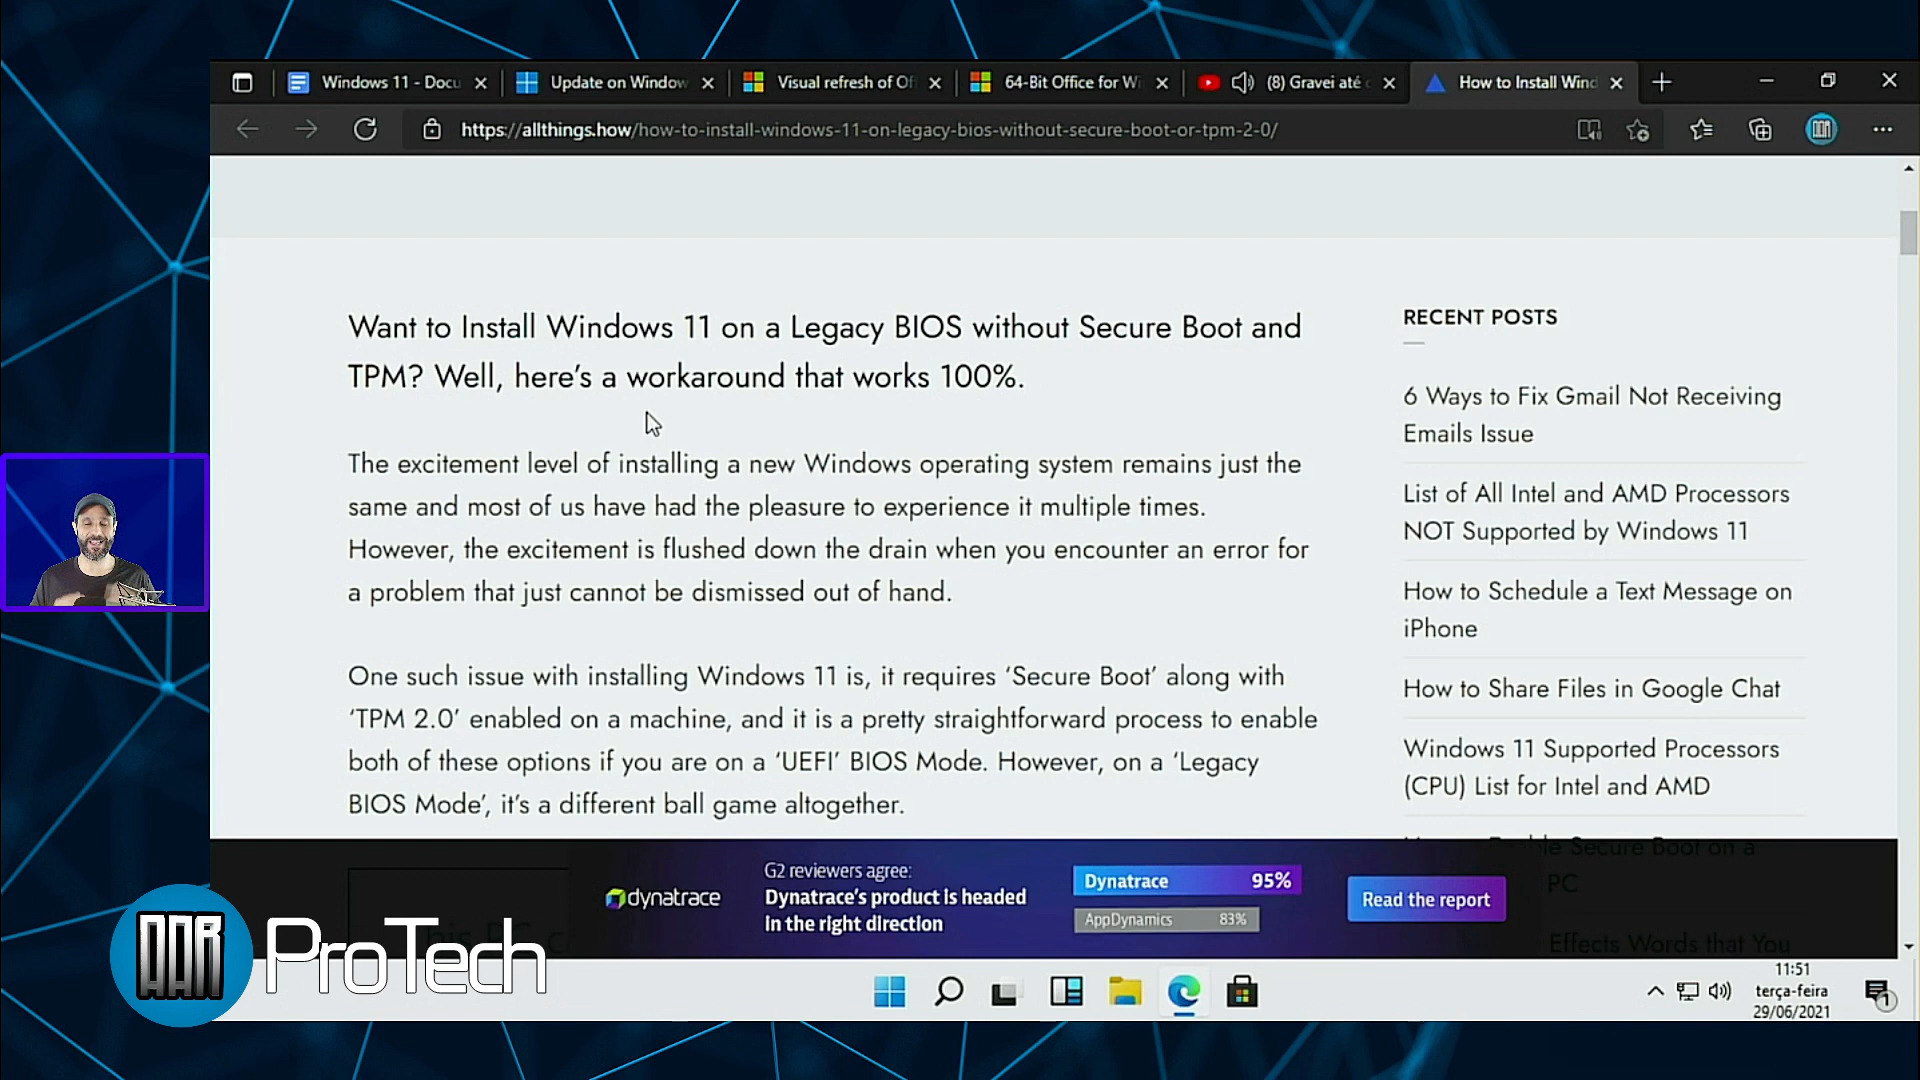 Windows 11 - Docu
Update on Window
Visual refresh of Of
64-Bit Office for Wi
(8) Gravei até
How to Install Wind
https://allthings.how/how-to-install-windows-11-on-legacy-bios-without-secure-boot-or-tpm-2-0/
Want to Install Windows 11 on a Legacy BIOS without Secure Boot and
TPM? Well, here's a workaround that works 100%.
The excitement level of installing a new Windows operating system remains just the
same and most of us have had the pleasure to experience it multiple times.
However, the excitement is flushed down the drain when you encounter an error for
a problem that just cannot be dismissed out of hand.
One such issue with installing Windows 11 is, it requires 'Secure Boot' along with
'TPM 2.0' enabled on a machine, and it is a pretty straightforward process to enable
both of these options if you are on a 'UEFI' BIOS Mode. However, on a 'Legacy
BIOS Mode', it's a different ball game altogether.
RECENT POSTS
6 Ways to Fix Gmail Not Receiving
Emails Issue
List of All Intel and AMD Processors
NOT Supported by Windows 11
How to Schedule a Text Message on
iPhone
How to Share Files in Google Chat
Windows 11 Supported Processors
(CPU) List for Intel and AMD
Secure Boot on a
PC
Effects Words that You
dynatrace
G2 reviewers agree:
Dynatrace's product is headed
in the right direction
Dynatrace 95%
AppDynamics 83%
Read the report
ProTech
11:51
terça-feira
29/06/2021
1